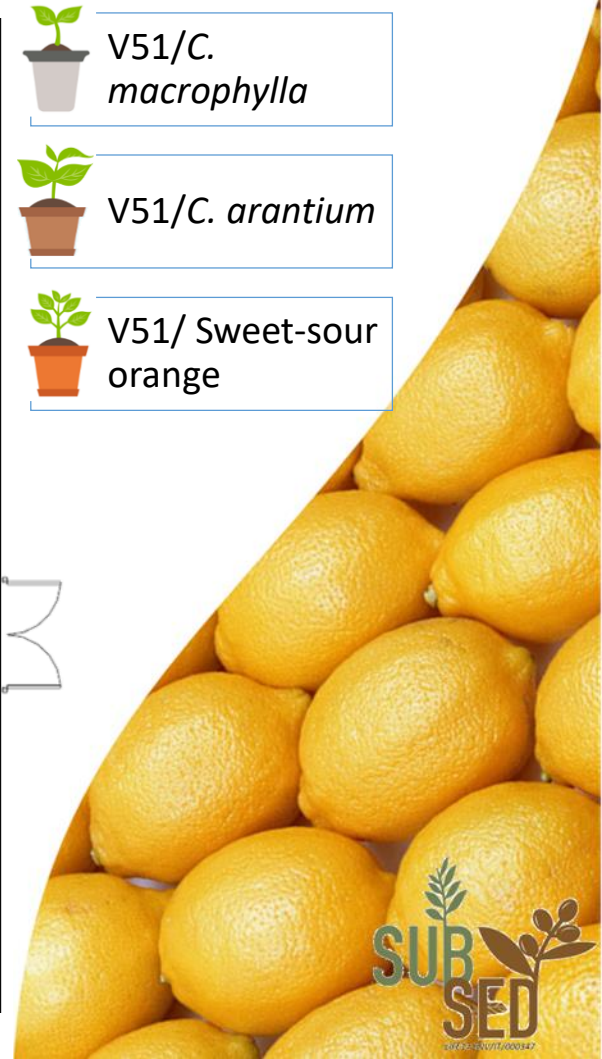 V51/C.
macrophylla
V51/C. arantium
V51/ Sweet-sour
orange
SUB
SED